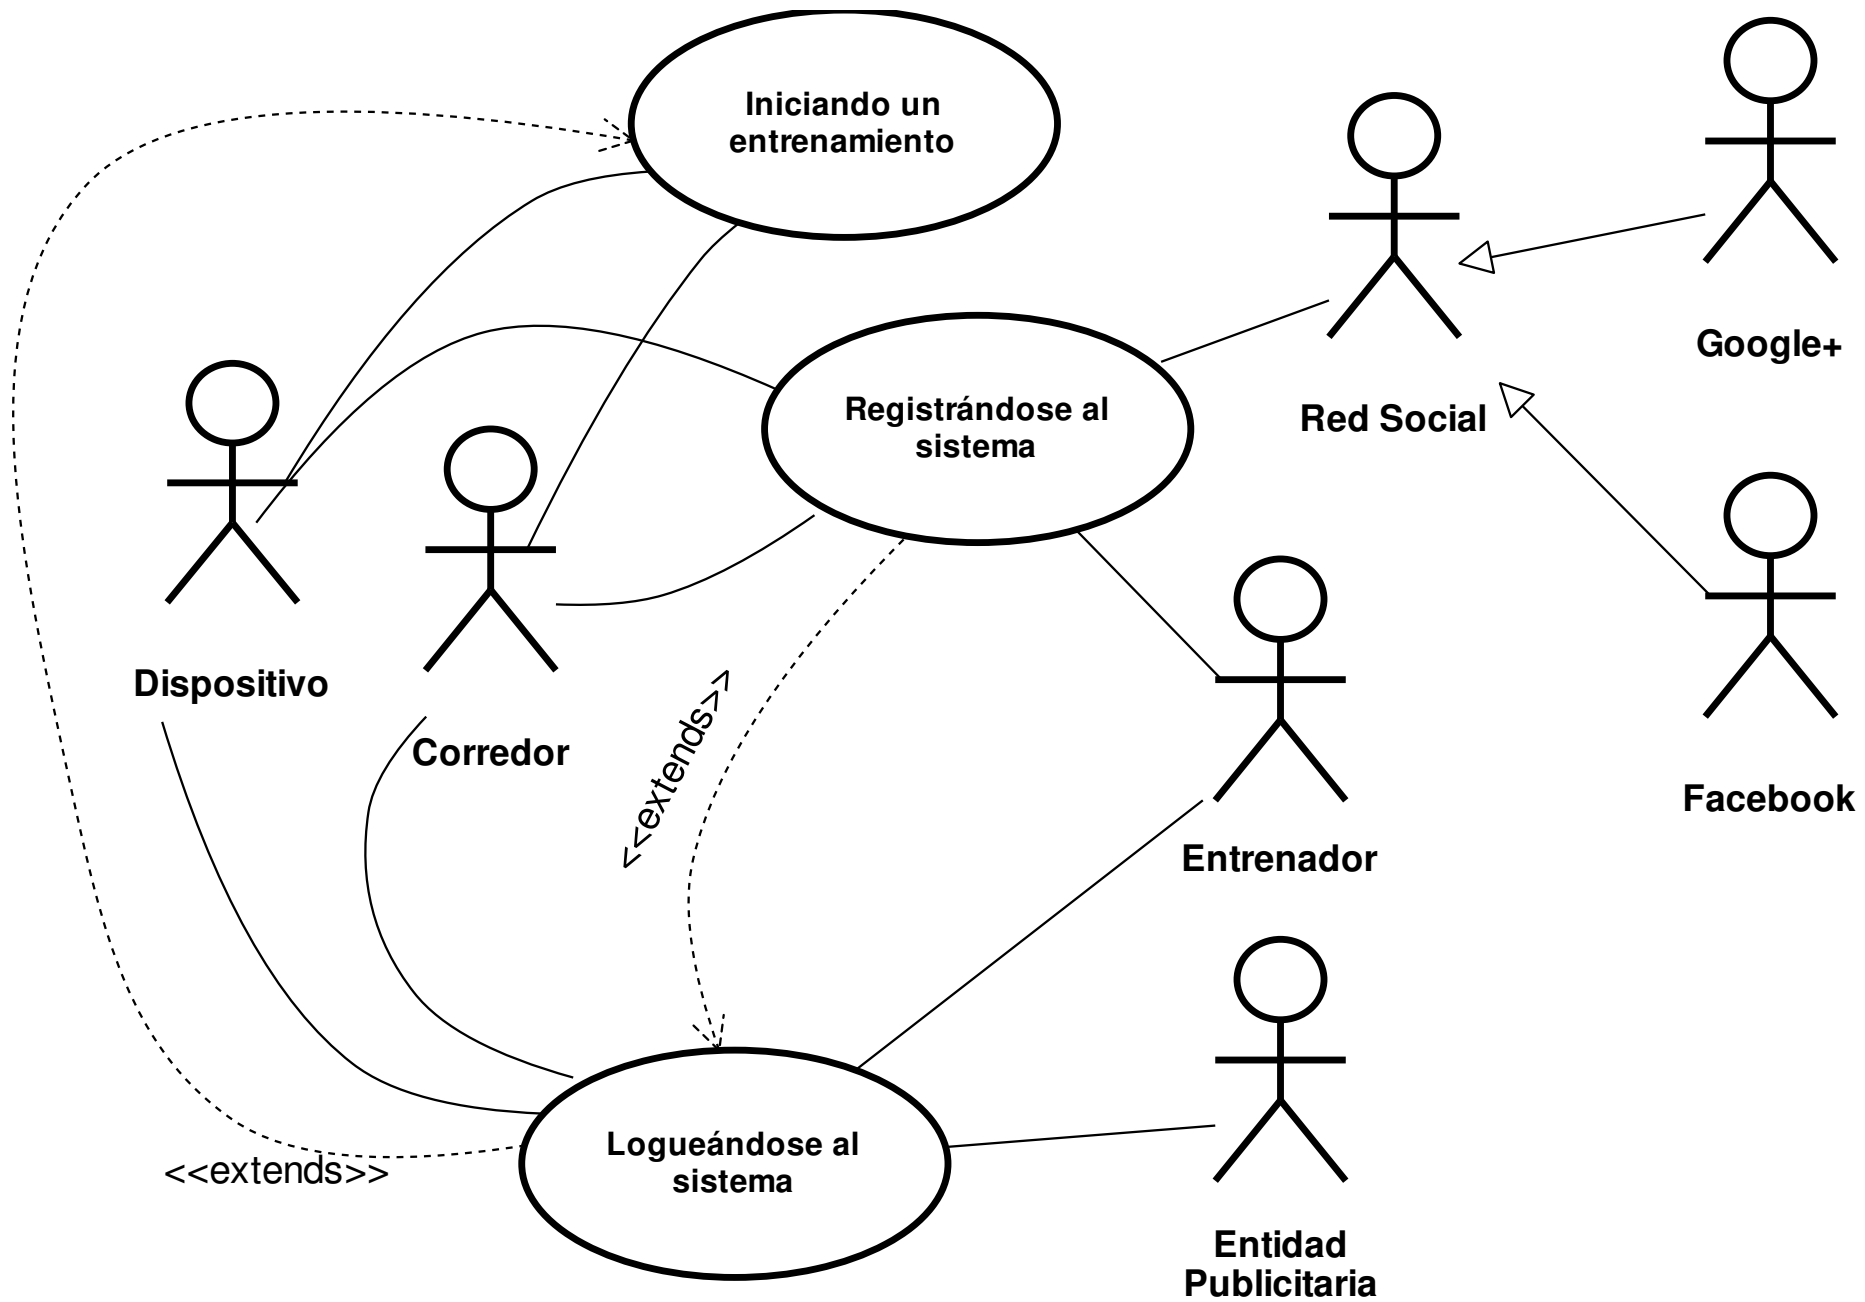 Iniciando un
entrenamiento
Google+
Registrándose al
sistema
Red Social
Dispositivo
Corredor
<<extends>>
Facebook
Entrenador
Logueándose al
sistema
<<extends>>
Entidad
Publicitaria